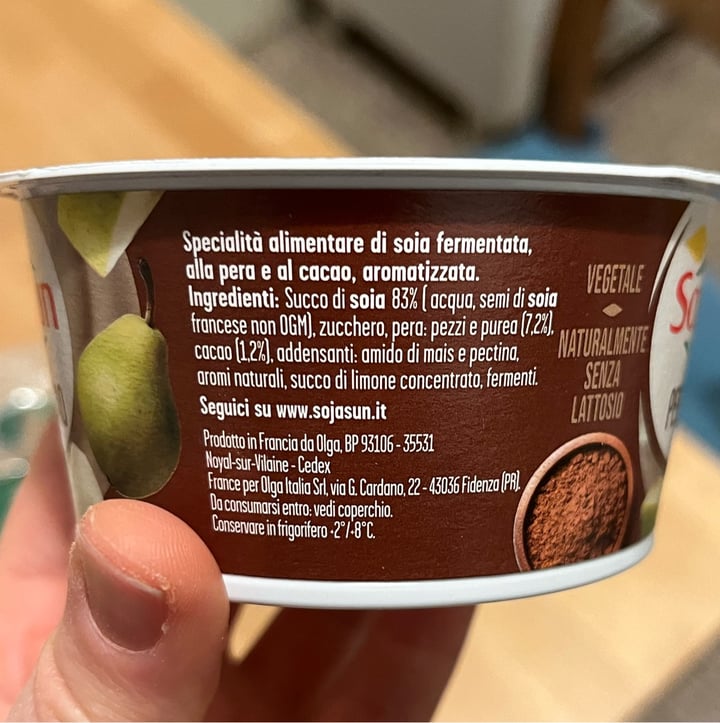 Specialità alimentare di soia fermentata,
alla pera e al cacao, aromatizzata.
Ingredienti: Succo di soia 83% ( acqua, semi di soia
francese non OGM), zucchero, pera: pezzi e purea (7,2%),
cacao (1,2%), addensanti: amido di mais e pectina,
aromi naturali, succo di limone concentrato, fermenti.
Seguici su www.sojasun.it
Prodotto in Francia da Olga, BP 93106 - 35531
Noyal-sur-Vilaine - Cedex
France per Olga Italia Srl, via G. Cardano, 22 - 43036 Fidenza (PR).
Da consumarsi entro: vedi coperchio.
Conservare in frigorifero +2°/+8°C.
VEGETALE
NATURALMENTE
SENZA
LATTOSIO